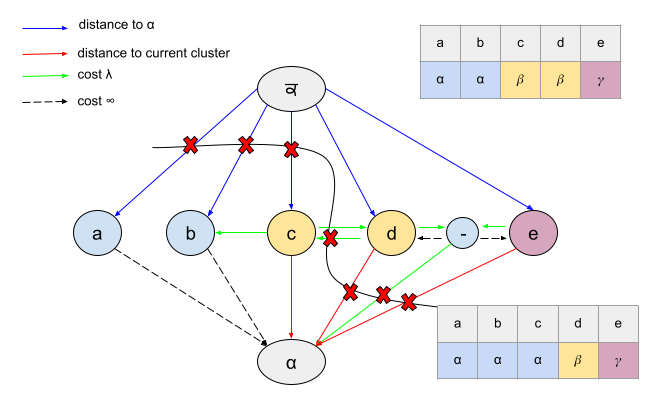 distance to α
distance to current cluster
cost λ
cost ∞
a b c d e
α α β β γ
क
a b c d - e
α
a b c d e
α α α β γ